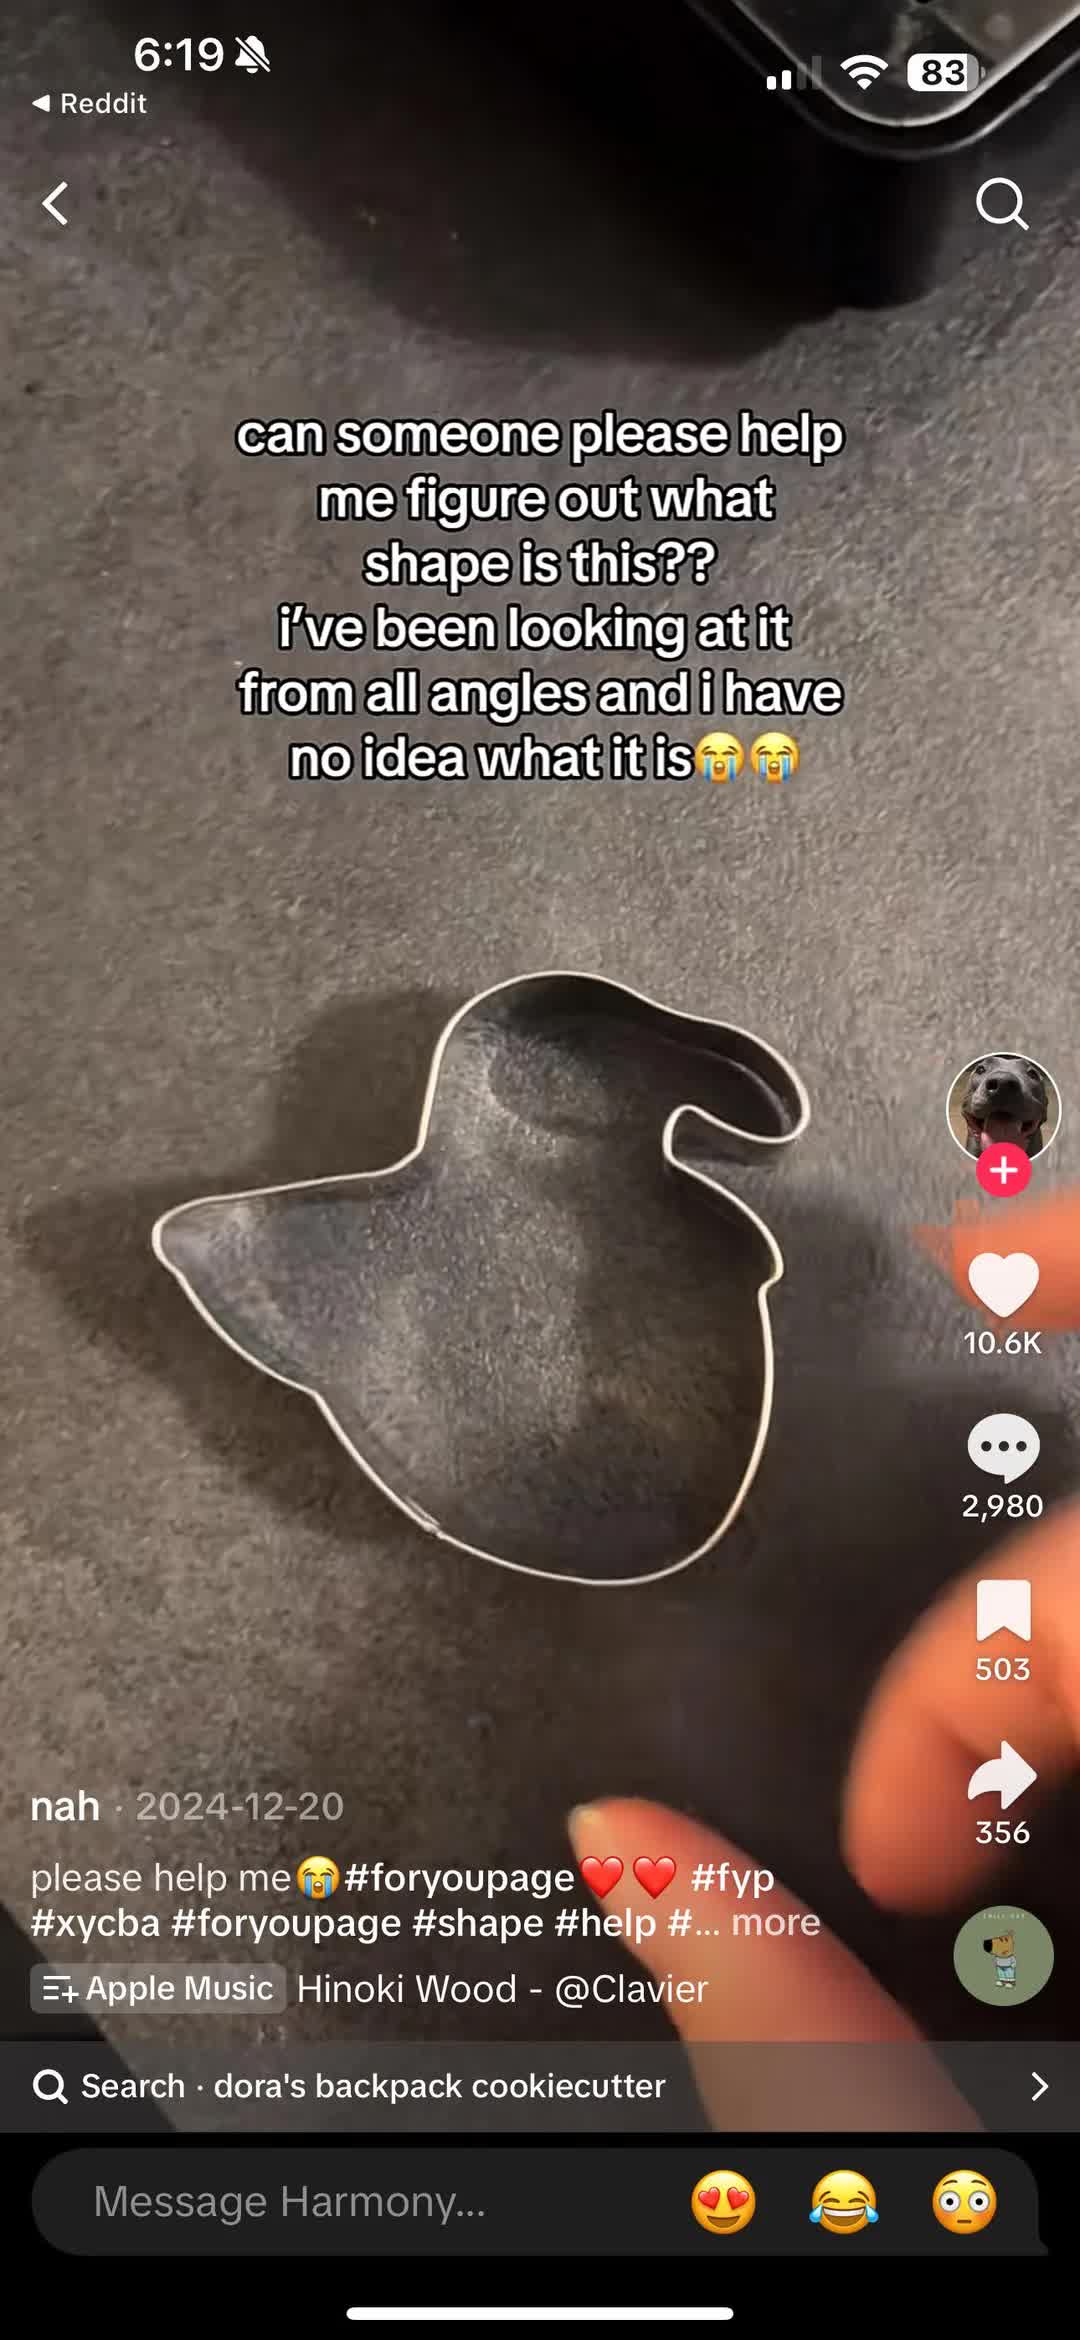 6:19
83
◀ Reddit
can someone please help
me figure out what
shape is this??
i've been looking at it
from all angles and i have
no idea what it is😭😭
10.6K
2,980
503
356
nah · 2024-12-20
please help me😭#foryoupage❤️❤️ #fyp
#xycba #foryoupage #shape #help #... more
Apple Music Hinoki Wood - @Clavier
Search · dora's backpack cookiecutter
Message Harmony...